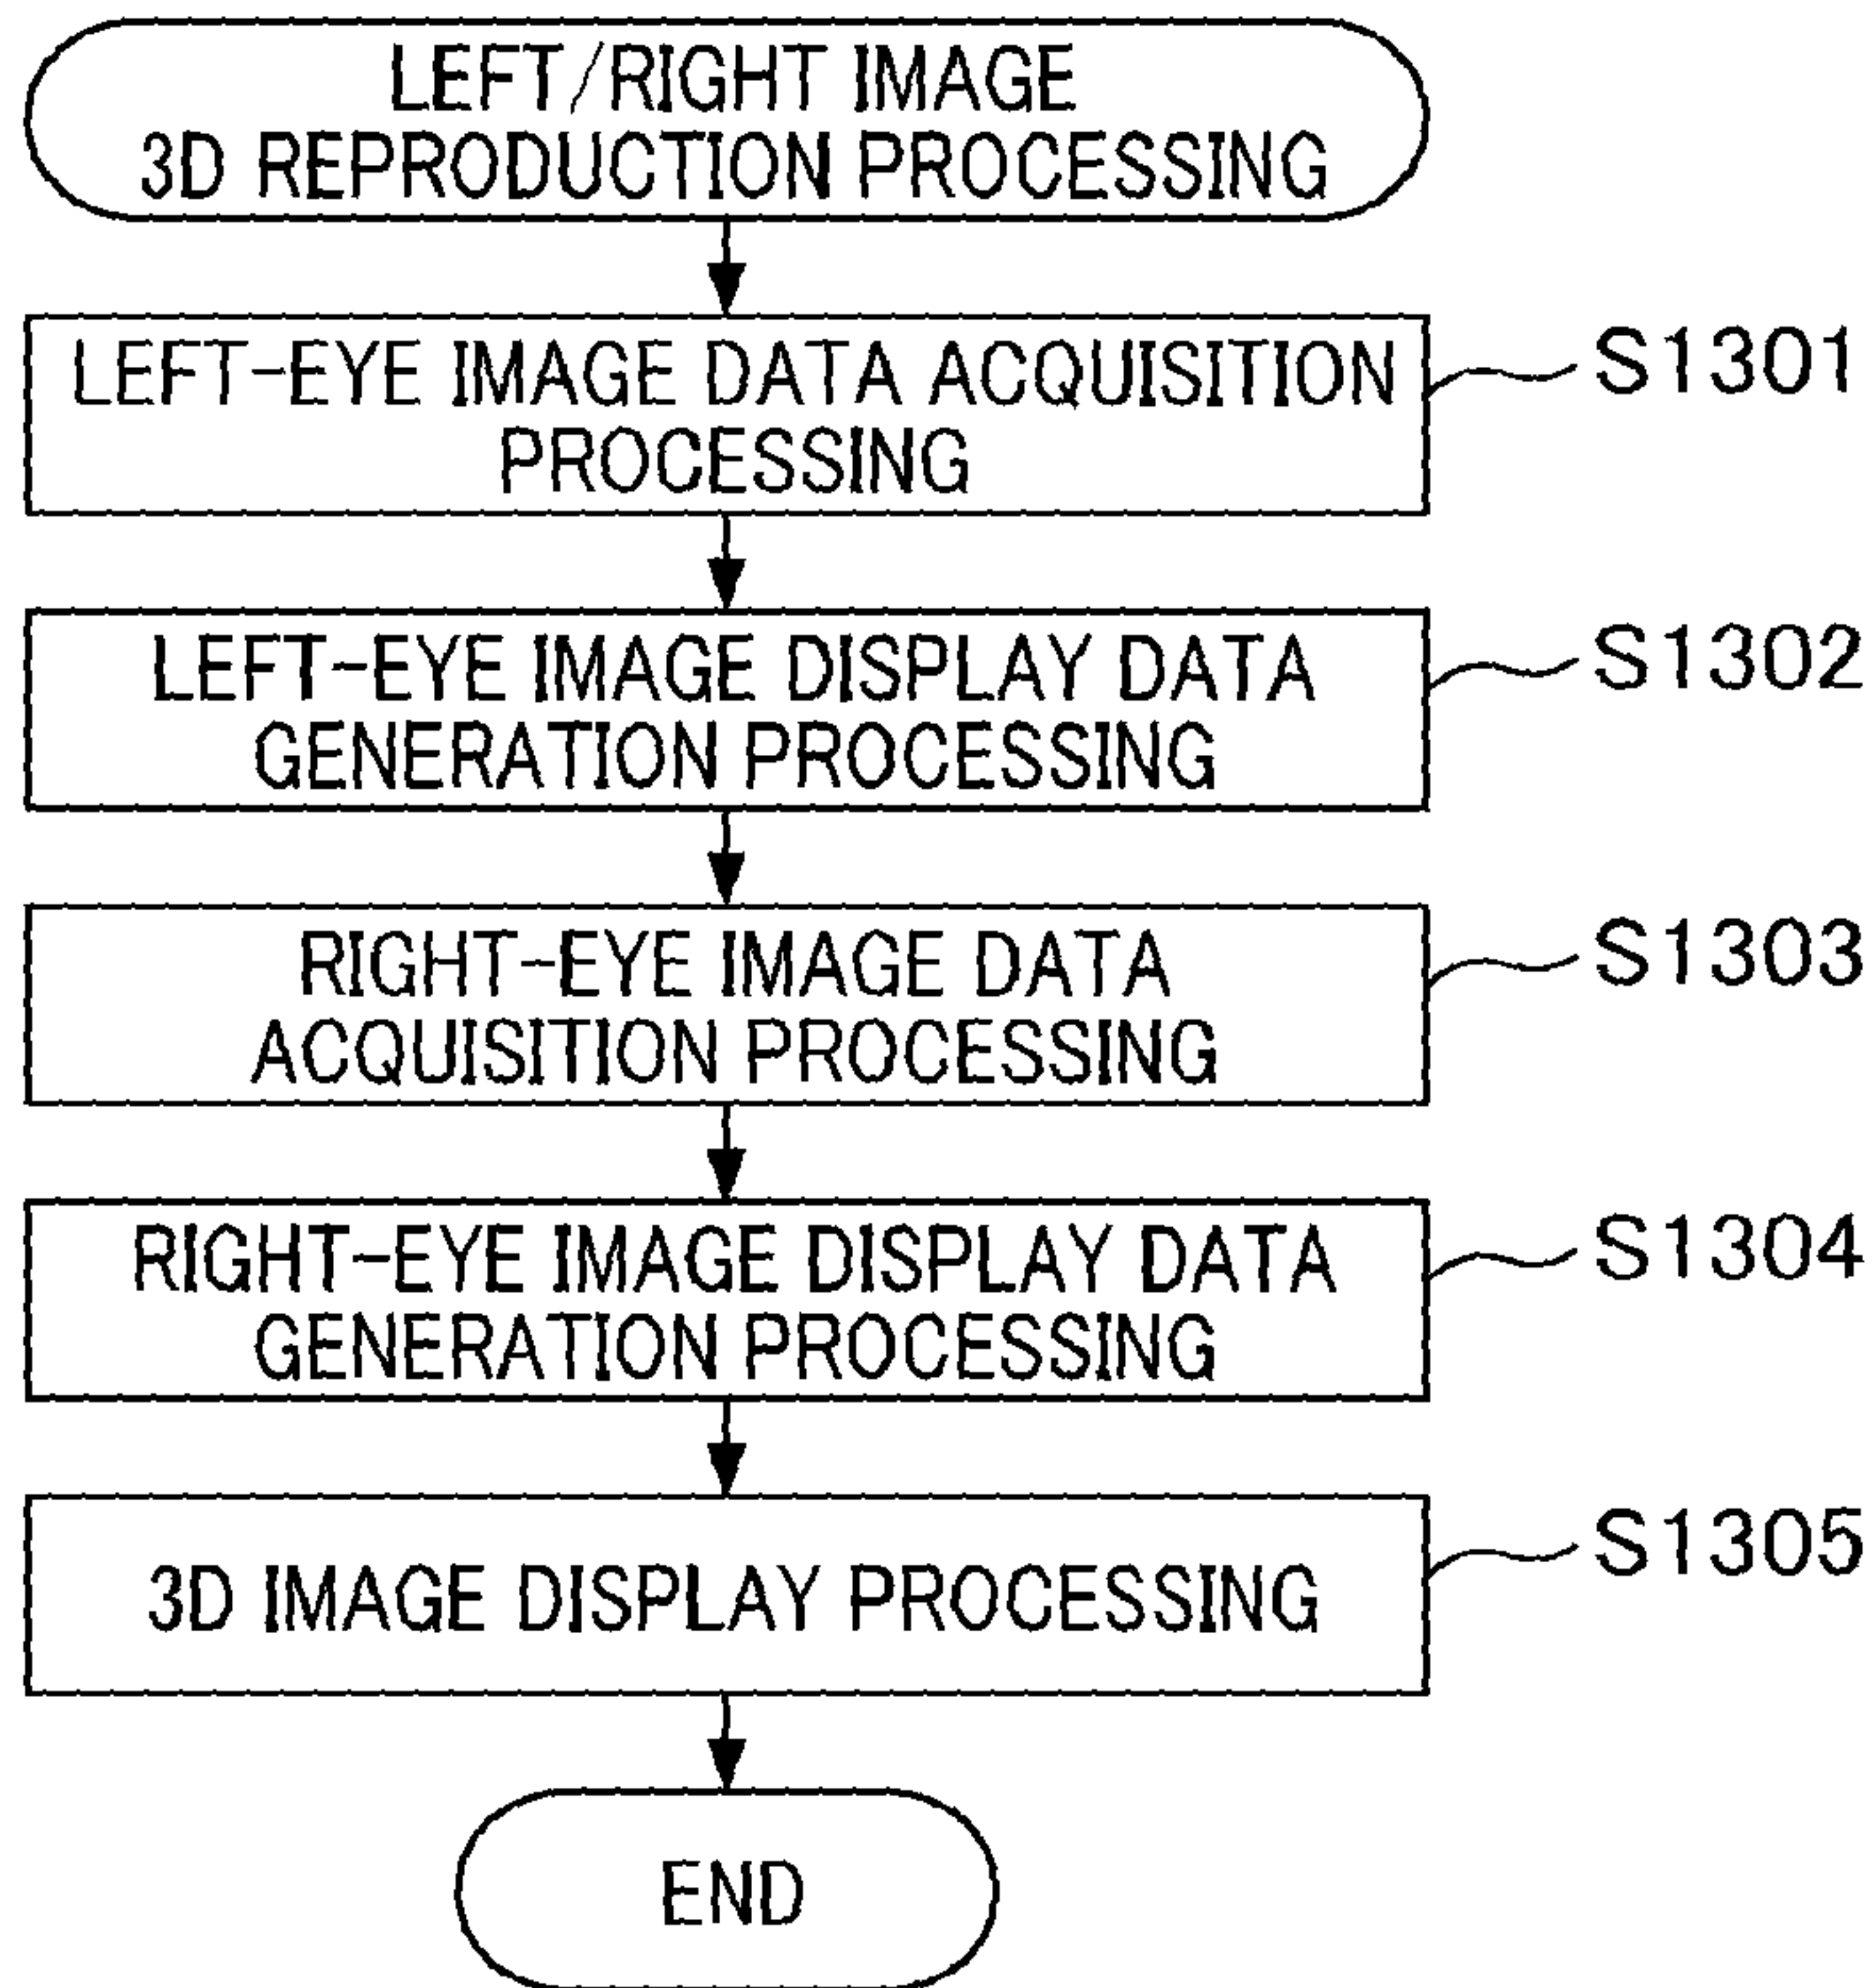 LEFT/RIGHT IMAGE
3D REPRODUCTION PROCESSING
LEFT-EYE IMAGE DATA ACQUISITION
PROCESSING
S1301
LEFT-EYE IMAGE DISPLAY DATA
GENERATION PROCESSING
S1302
RIGHT-EYE IMAGE DATA
ACQUISITION PROCESSING
S1303
RIGHT-EYE IMAGE DISPLAY DATA
GENERATION PROCESSING
S1304
3D IMAGE DISPLAY PROCESSING
S1305
END